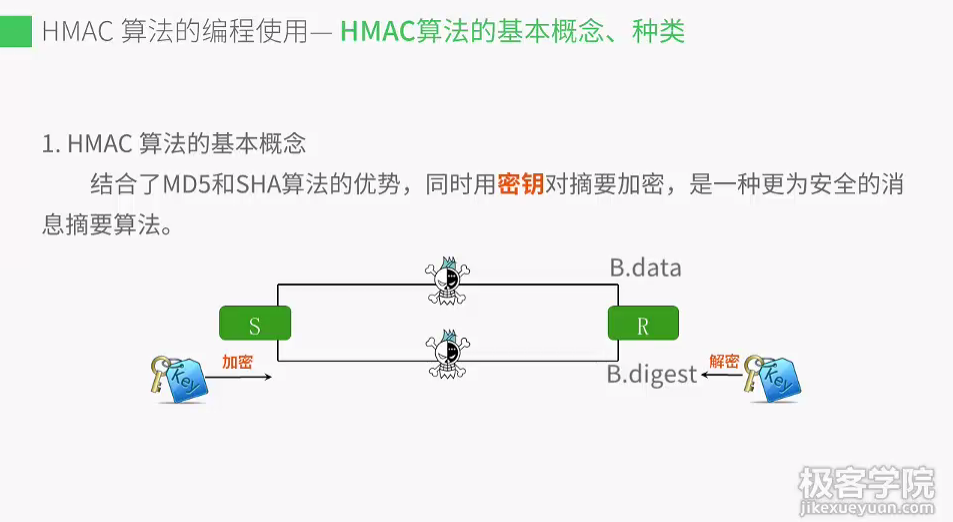 HMAC 算法的编程使用— HMAC算法的基本概念、种类
1. HMAC 算法的基本概念
结合了MD5和SHA算法的优势，同时用密钥对摘要加密，是一种更为安全的消
息摘要算法。
B.data
S
R
加密
解密
key
B.digest
key
极客学院
jikexueyuan.com